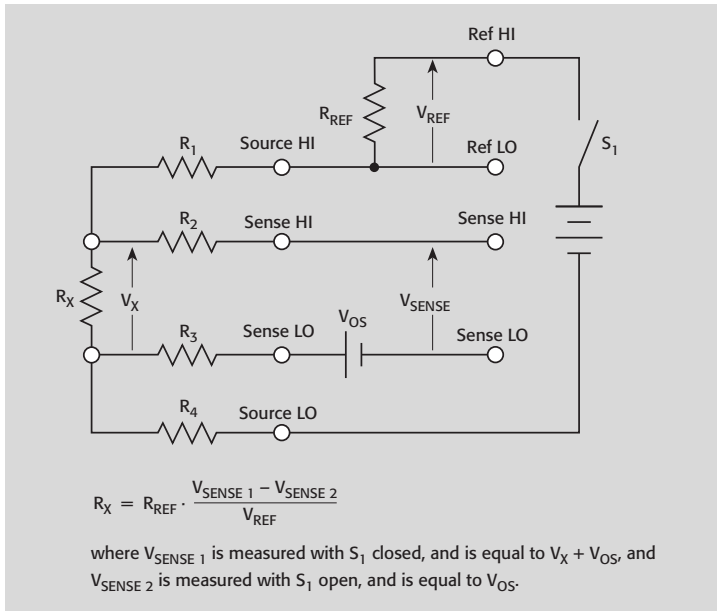 Ref HI
R_REF
V_REF
R_1
Source HI
Ref LO
S_1
R_2
Sense HI
Sense HI
R_X
V_X
V_SENSE
V_OS
R_3
Sense LO
Sense LO
R_4
Source LO
R_X = R_REF · (V_SENSE 1 – V_SENSE 2) / V_REF
where V_SENSE 1 is measured with S_1 closed, and is equal to V_X + V_OS, and
V_SENSE 2 is measured with S_1 open, and is equal to V_OS.